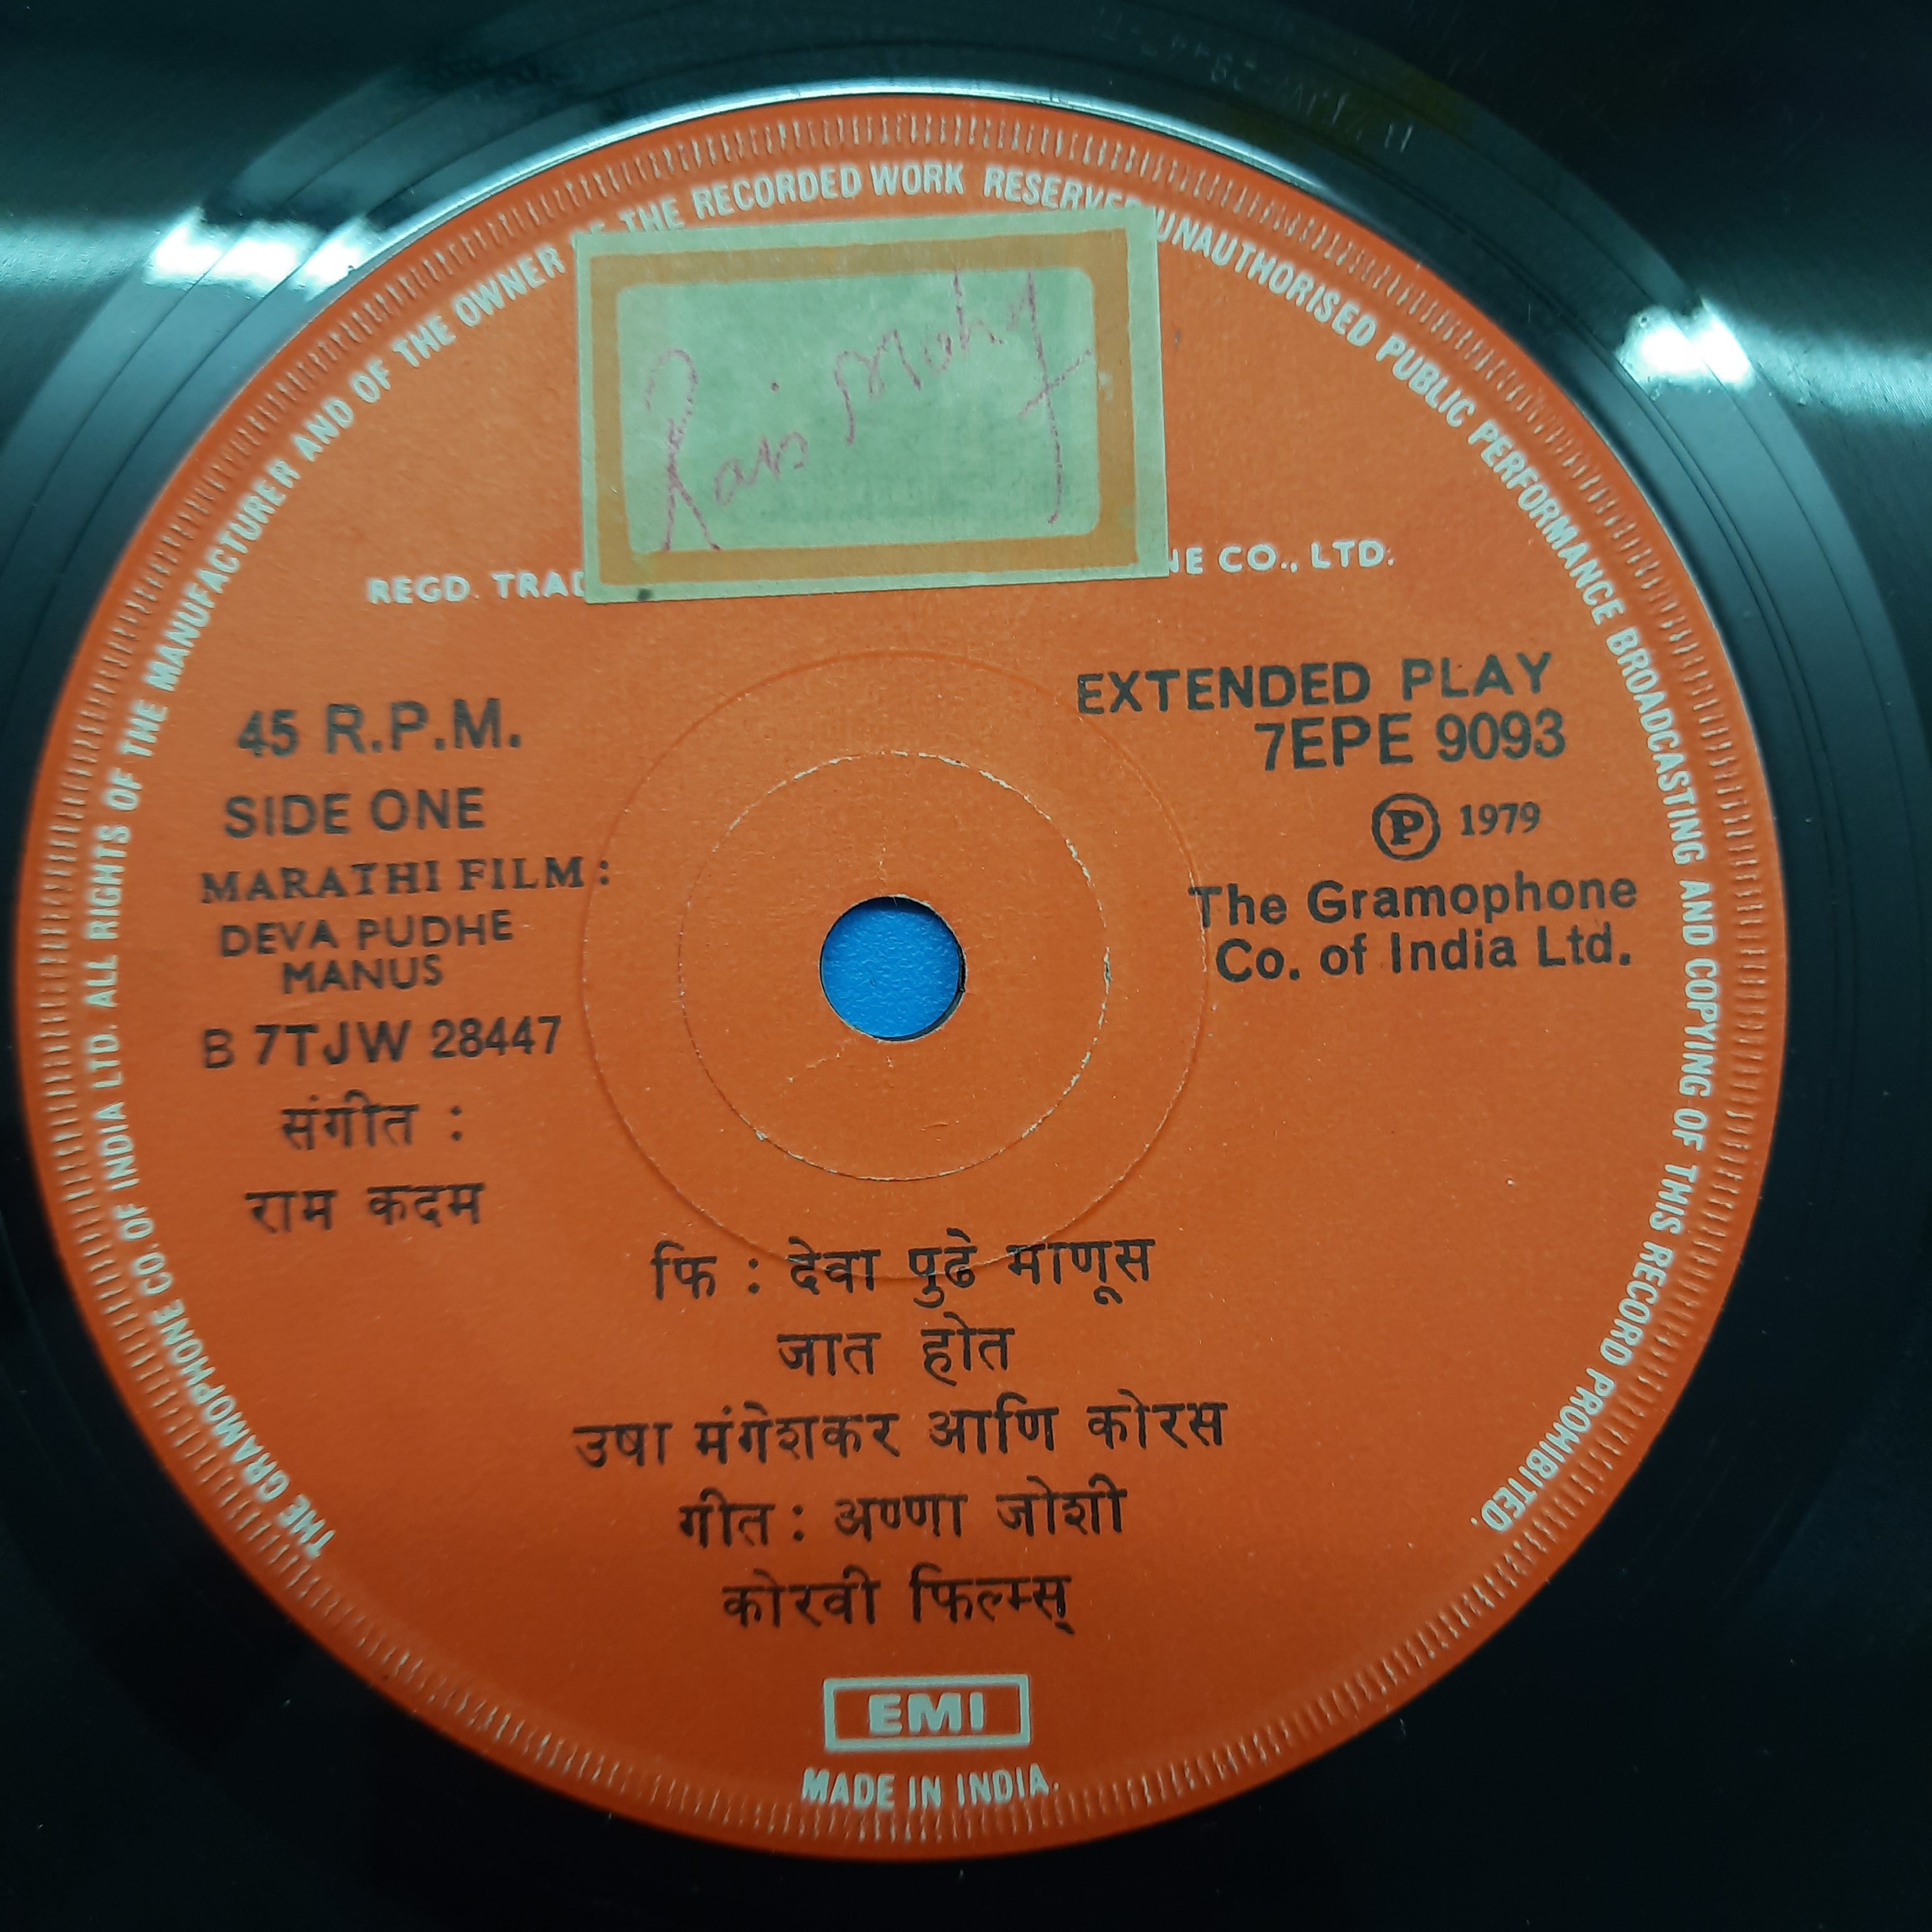 THE GRAMOPHONE CO. OF INDIA LTD. ALL RIGHTS OF THE MANUFACTURER AND OF THE OWNER OF THE RECORDED WORK RESERVED UNAUTHORISED PUBLIC PERFORMANCE BROADCASTING AND COPYING OF THIS RECORD PROHIBITED.
REGD. CO., LTD.
45 R.P.M.
SIDE ONE
MARATHI FILM :
DEVA PUDHE
MANUS
B 7TJW 28447
संगीत :
राम कदम
EXTENDED PLAY
7EPE 9093
Ⓟ 1979
The Gramophone
Co. of India Ltd.
फि : देवा पुढे माणूस
जात होत
उषा मंगेशकर आणि कोरस
गीत : अण्णा जोशी
कोरवी फिल्म्स्
EMI
MADE IN INDIA.